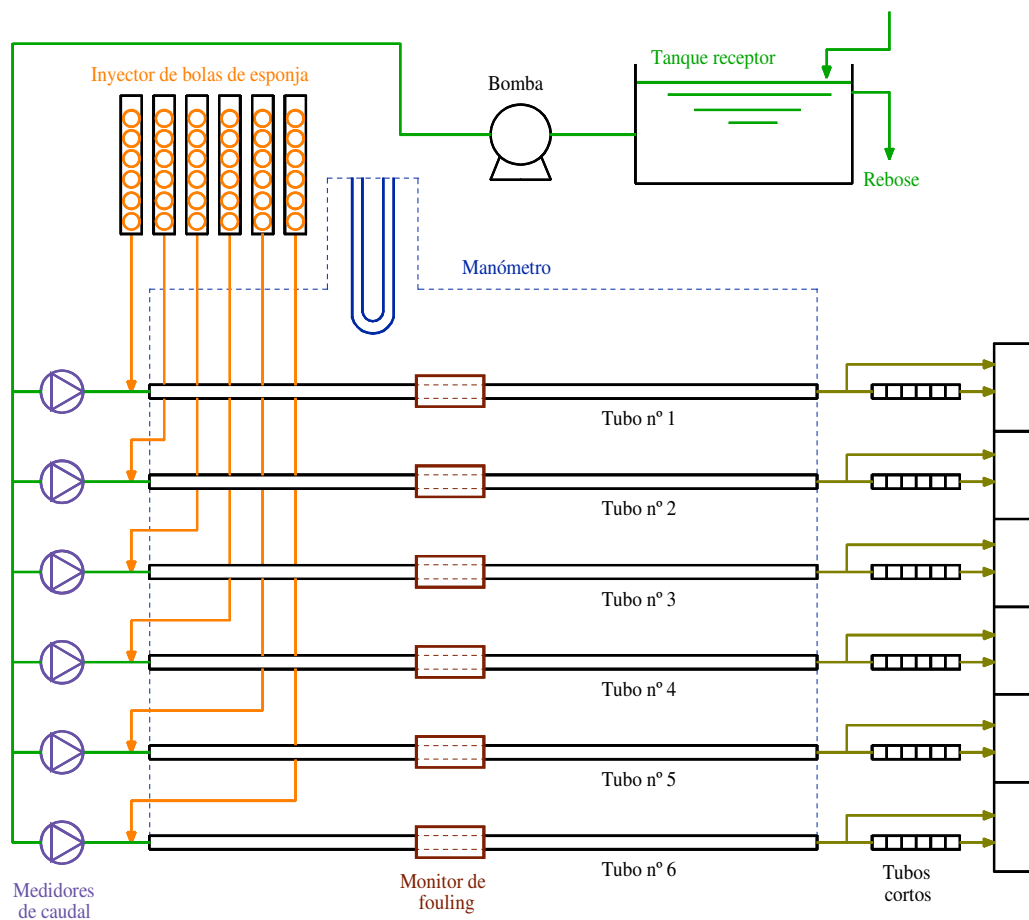 Tanque receptor
Inyector de bolas de esponja
Bomba
Rebose
Manómetro
Tubo nº 1
Tubo nº 2
Tubo nº 3
Tubo nº 4
Tubo nº 5
Tubo nº 6
Medidores
de caudal
Monitor de
fouling
Tubos
cortos